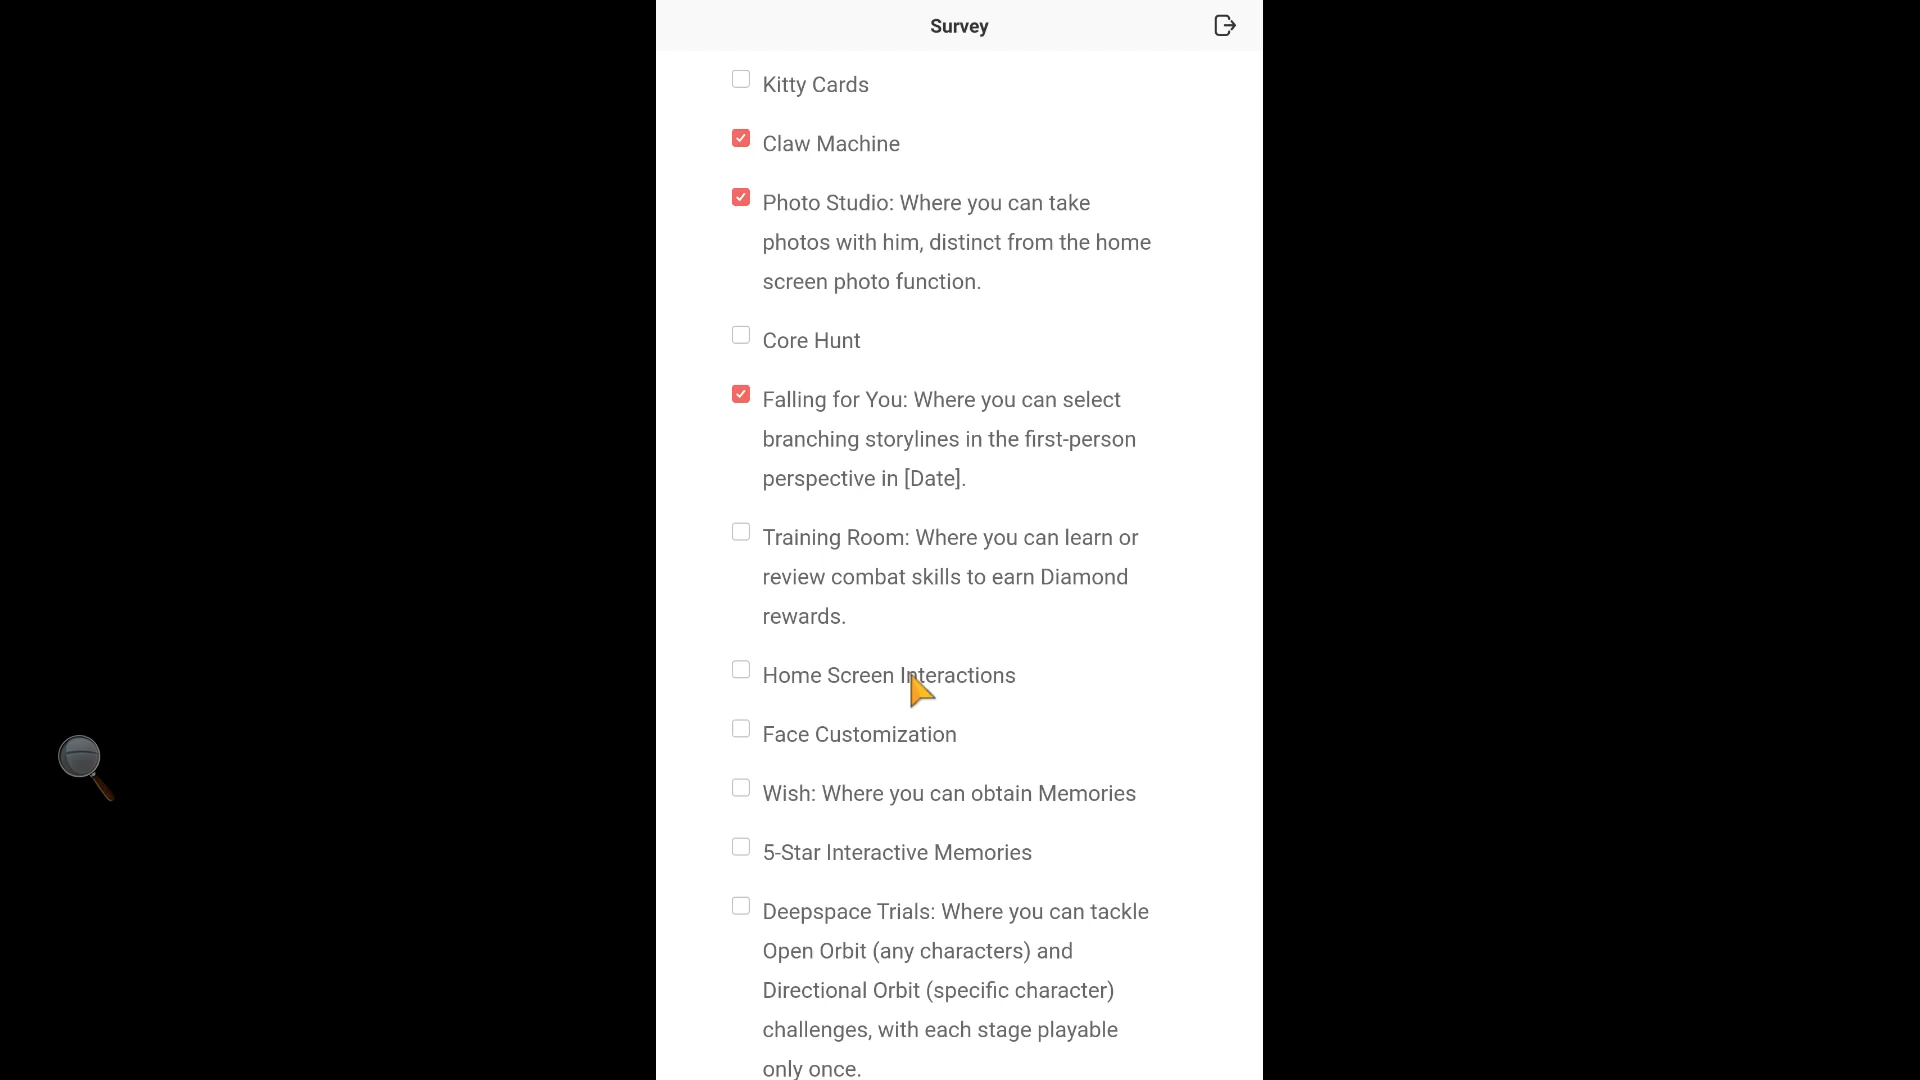 Survey
Kitty Cards
Claw Machine
Photo Studio: Where you can take
photos with him, distinct from the home
screen photo function.
Core Hunt
Falling for You: Where you can select
branching storylines in the first-person
perspective in [Date].
Training Room: Where you can learn or
review combat skills to earn Diamond
rewards.
Home Screen Interactions
Face Customization
Wish: Where you can obtain Memories
5-Star Interactive Memories
Deepspace Trials: Where you can tackle
Open Orbit (any characters) and
Directional Orbit (specific character)
challenges, with each stage playable
only once.